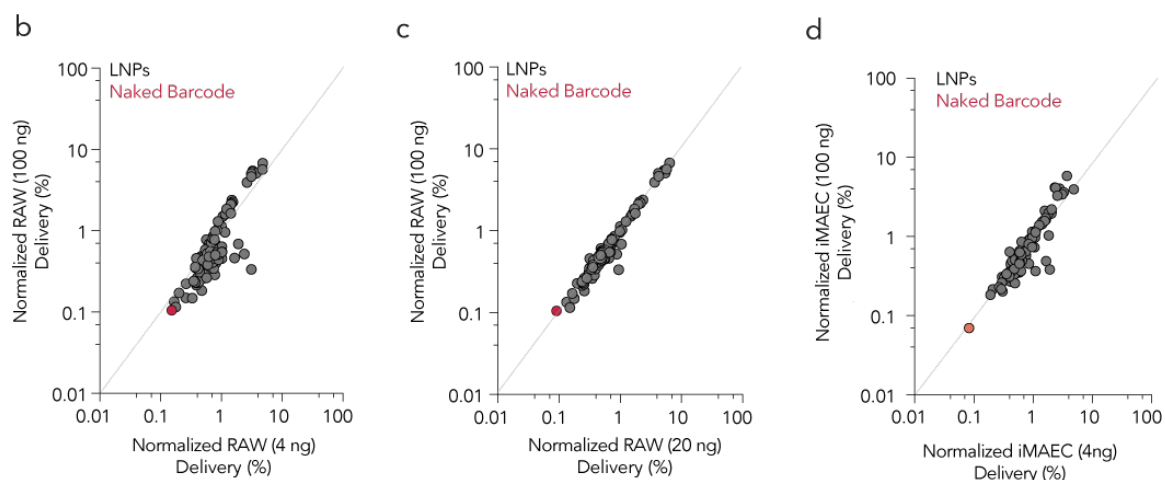 b
LNPs
Naked Barcode
Normalized RAW (100 ng)
Delivery (%)
100
10
1
0.1
0.01
0.01 0.1 1 10 100
Normalized RAW (4 ng)
Delivery (%)
c
LNPs
Naked Barcode
Normalized RAW (100 ng)
Delivery (%)
100
10
1
0.1
0.01
0.01 0.1 1 10 100
Normalized RAW (20 ng)
Delivery (%)
d
LNPs
Naked Barcode
Normalized iMAEC (100 ng)
Delivery (%)
100
10
1
0.1
0.01
0.01 0.1 1 10 100
Normalized iMAEC (4ng)
Delivery (%)